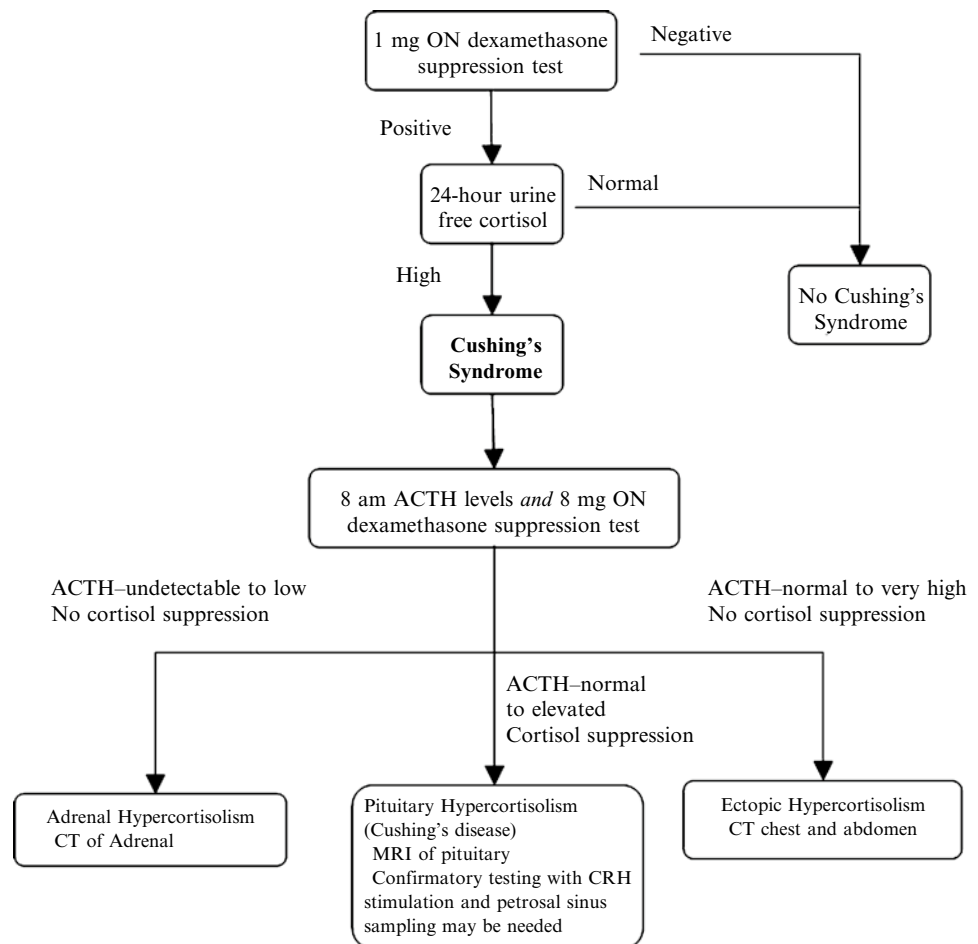 1 mg ON dexamethasone
suppression test
Negative
Positive
24-hour urine
free cortisol
Normal
High
No Cushing’s
Syndrome
Cushing’s
Syndrome
8 am ACTH levels and 8 mg ON
dexamethasone suppression test
ACTH–undetectable to low
No cortisol suppression
ACTH–normal to very high
No cortisol suppression
ACTH–normal
to elevated
Cortisol suppression
Adrenal Hypercortisolism
CT of Adrenal
Pituitary Hypercortisolism
(Cushing’s disease)
MRI of pituitary
Confirmatory testing with CRH
stimulation and petrosal sinus
sampling may be needed
Ectopic Hypercortisolism
CT chest and abdomen